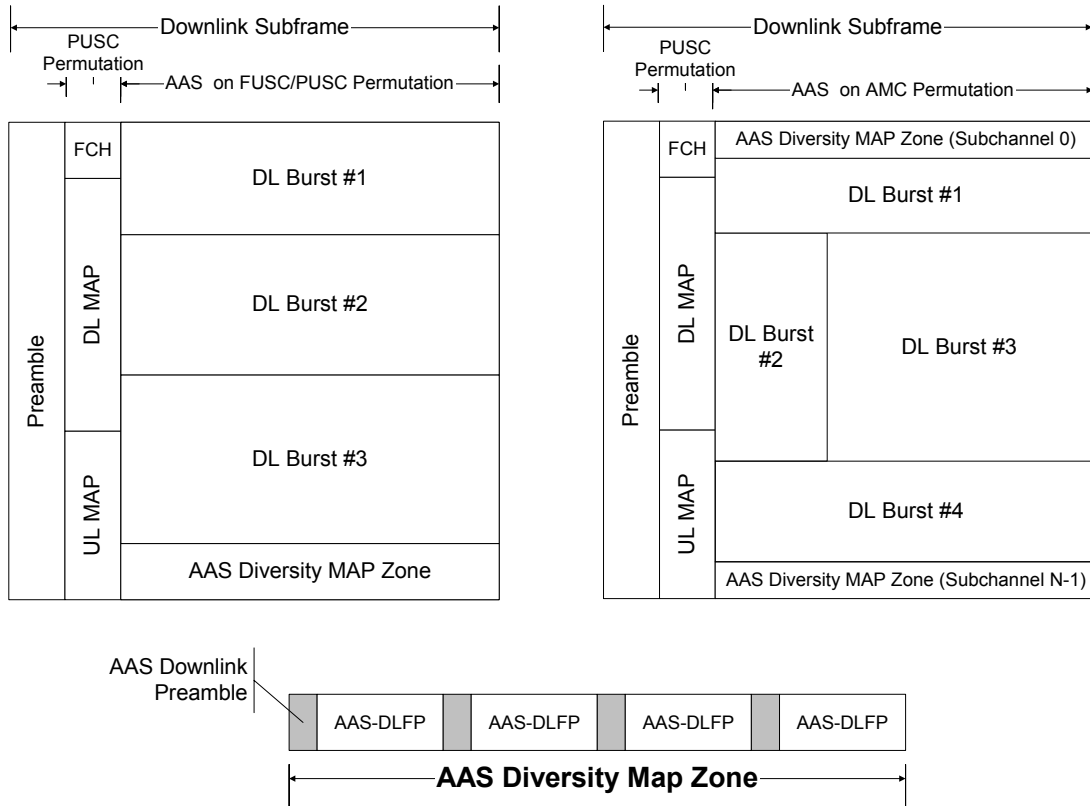 Downlink Subframe
PUSC
Permutation
AAS on FUSC/PUSC Permutation
Preamble
FCH
DL MAP
UL MAP
DL Burst #1
DL Burst #2
DL Burst #3
AAS Diversity MAP Zone
Downlink Subframe
PUSC
Permutation
AAS on AMC Permutation
Preamble
FCH
DL MAP
UL MAP
AAS Diversity MAP Zone (Subchannel 0)
DL Burst #1
DL Burst
#2
DL Burst #3
DL Burst #4
AAS Diversity MAP Zone (Subchannel N-1)
AAS Downlink
Preamble
AAS-DLFP
AAS-DLFP
AAS-DLFP
AAS-DLFP
AAS Diversity Map Zone